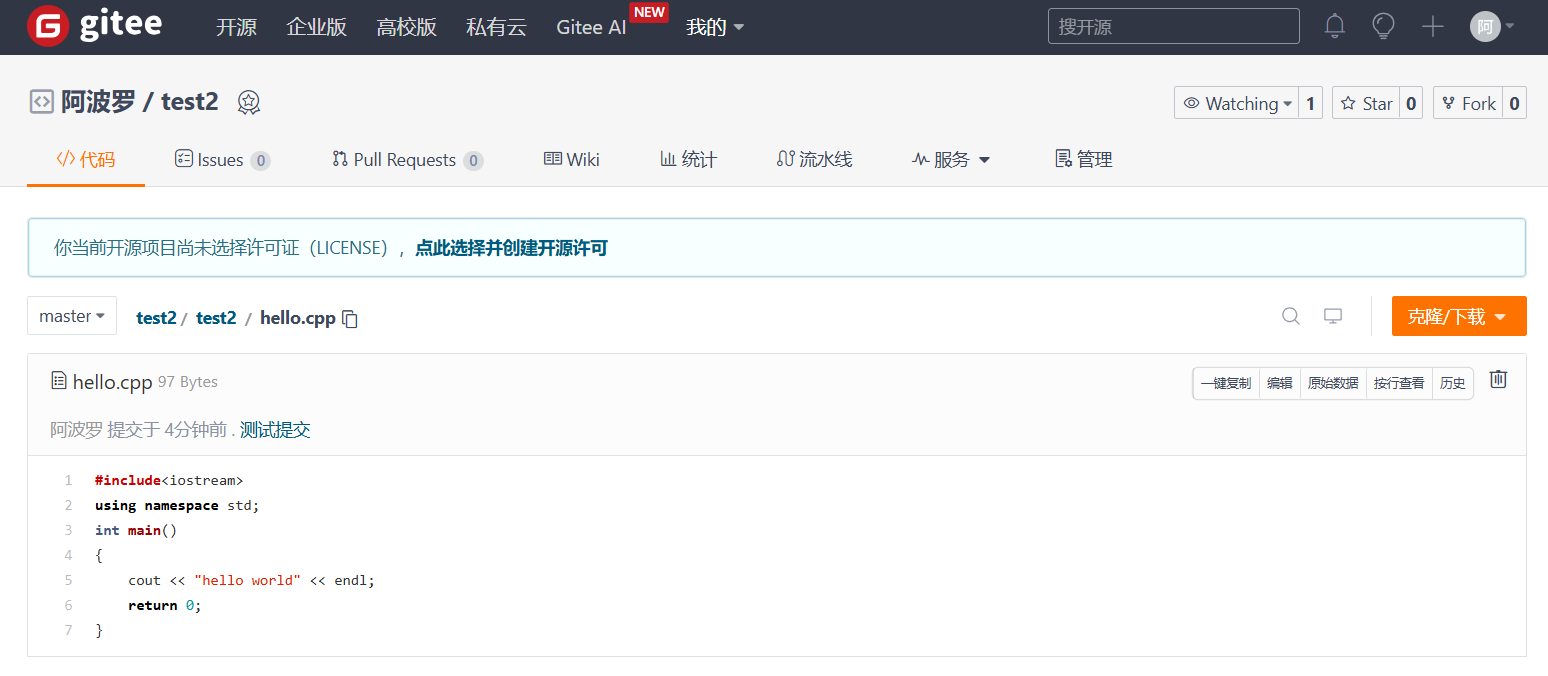 gitee 开源 企业版 高校版 私有云 Gitee AI NEW 我的 搜开源 阿
阿波罗 / test2 Watching 1 Star 0 Fork 0
代码 Issues 0 Pull Requests 0 Wiki 统计 流水线 服务 管理
你当前开源项目尚未选择许可证（LICENSE），点此选择并创建开源许可
master test2 / test2 / hello.cpp 克隆/下载
hello.cpp 97 Bytes 一键复制 编辑 原始数据 按行查看 历史
阿波罗 提交于 4分钟前 . 测试提交
1 #include<iostream>
2 using namespace std;
3 int main()
4 {
5 cout << "hello world" << endl;
6 return 0;
7 }